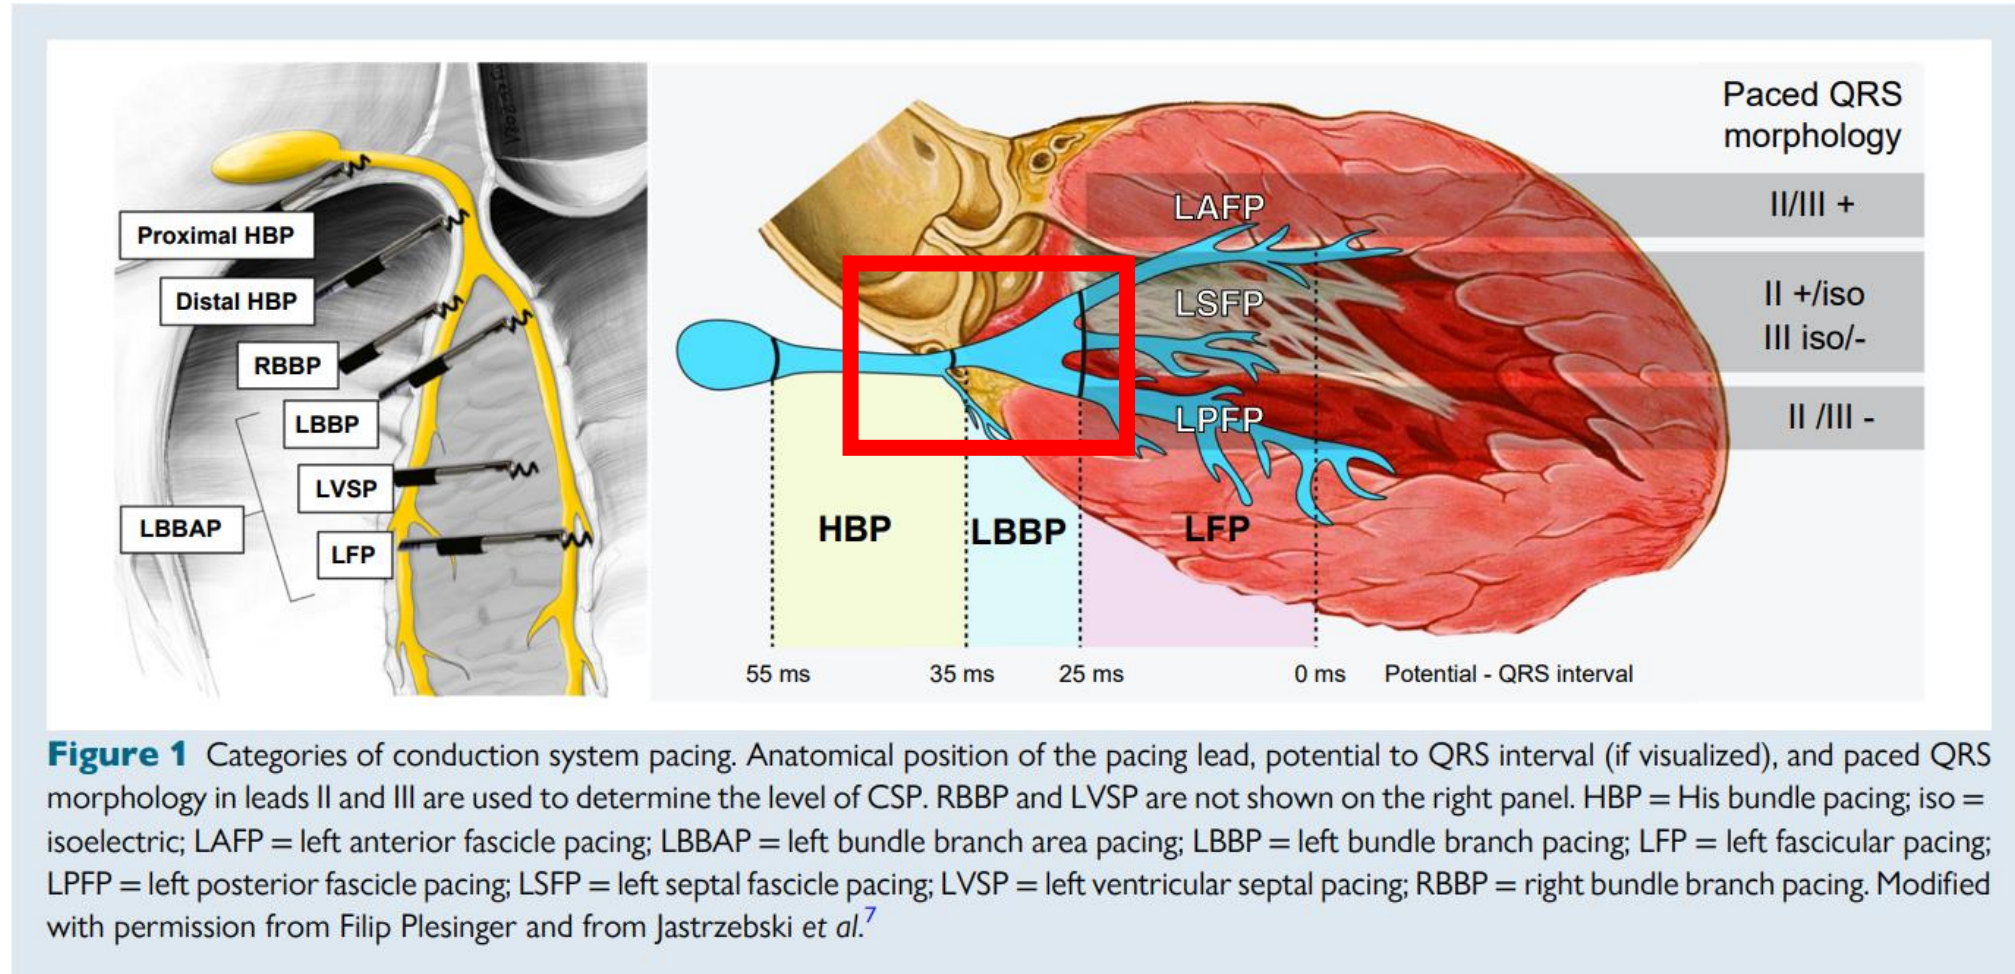 Proximal HBP
Distal HBP
RBBP
LBBP
LVSP
LBBAP
LFP
Paced QRS
morphology
LAFP
II/III +
LSFP
II +/iso
III iso/-
LPFP
II /III -
HBP
LBBP
LFP
55 ms
35 ms
25 ms
0 ms
Potential - QRS interval
Figure 1 Categories of conduction system pacing. Anatomical position of the pacing lead, potential to QRS interval (if visualized), and paced QRS
morphology in leads II and III are used to determine the level of CSP. RBBP and LVSP are not shown on the right panel. HBP = His bundle pacing; iso =
isoelectric; LAFP = left anterior fascicle pacing; LBBAP = left bundle branch area pacing; LBBP = left bundle branch pacing; LFP = left fascicular pacing;
LPFP = left posterior fascicle pacing; LSFP = left septal fascicle pacing; LVSP = left ventricular septal pacing; RBBP = right bundle branch pacing. Modified
with permission from Filip Plesinger and from Jastrzebski et al.7